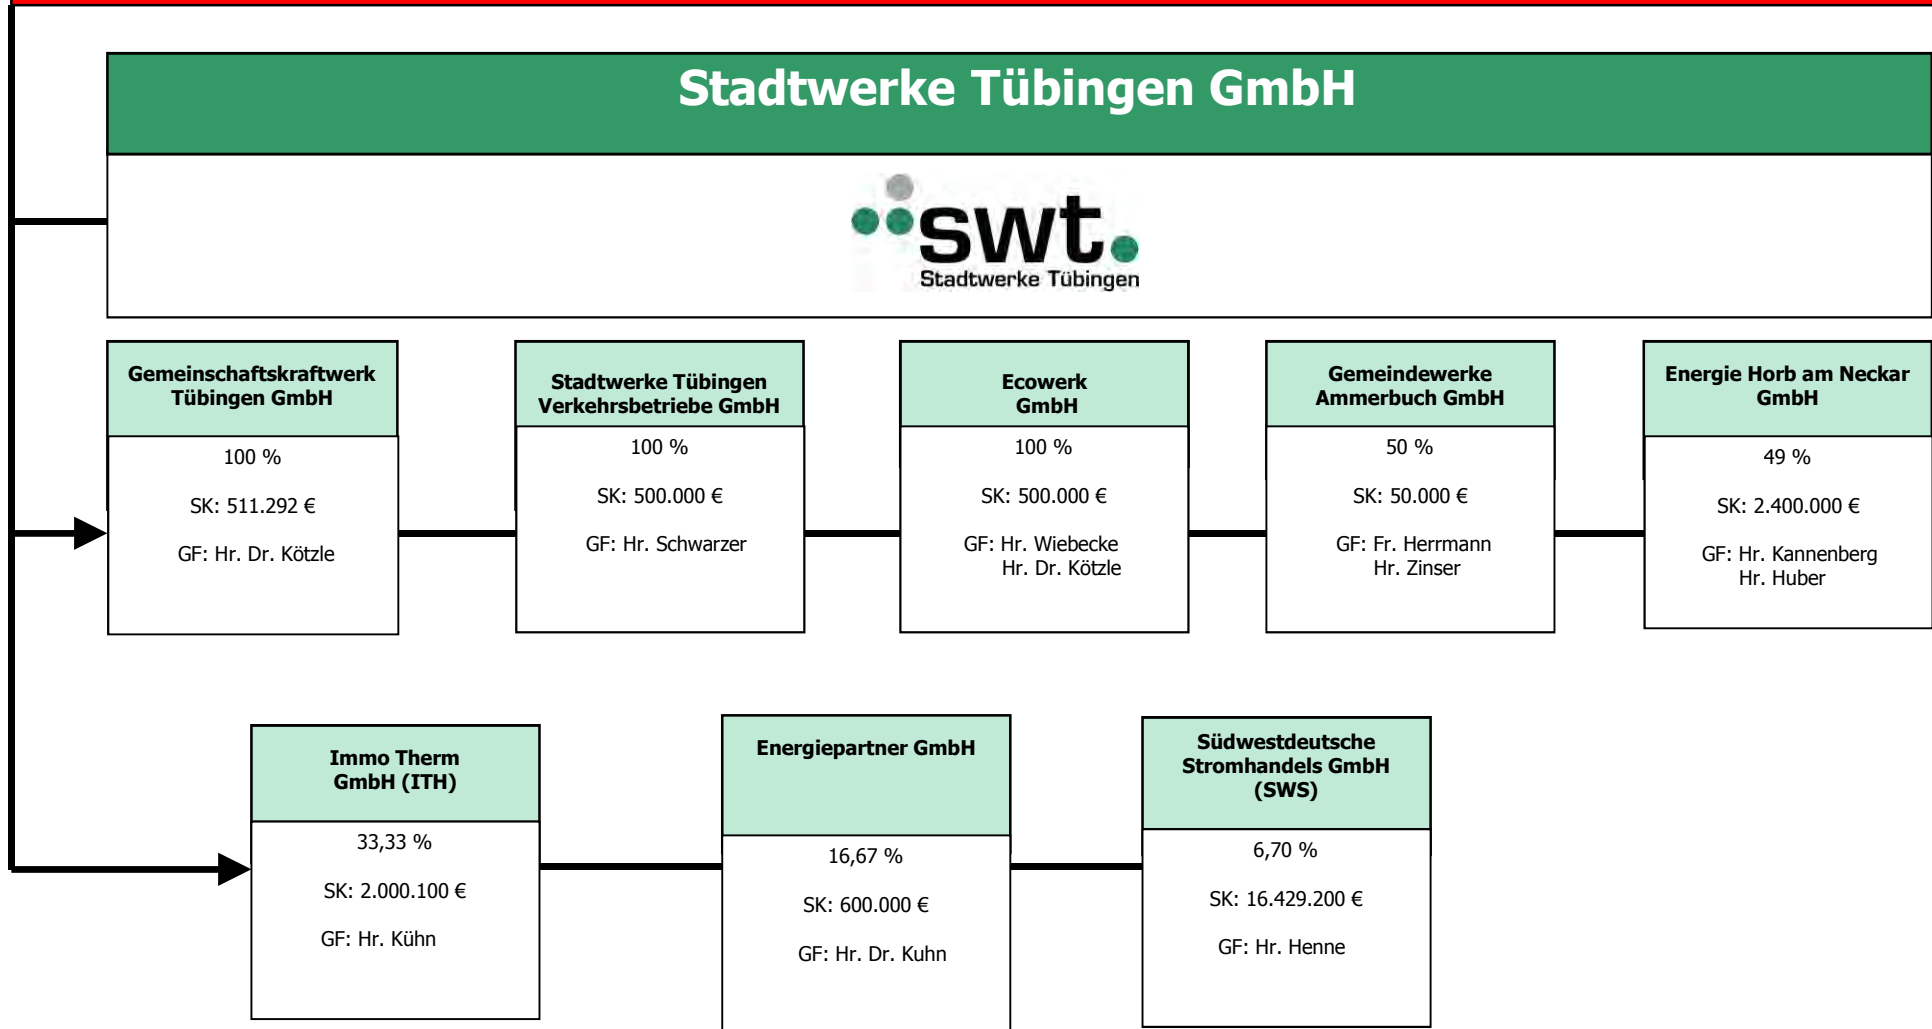 Stadtwerke Tübingen GmbH
swt.
Stadtwerke Tübingen
Gemeinschaftskraftwerk
Tübingen GmbH
100 %
SK: 511.292 €
GF: Hr. Dr. Kötzle
Stadtwerke Tübingen
Verkehrsbetriebe GmbH
100 %
SK: 500.000 €
GF: Hr. Schwarzer
Ecowerk
GmbH
100 %
SK: 500.000 €
GF: Hr. Wiebecke
Hr. Dr. Kötzle
Gemeindewerke
Ammerbuch GmbH
50 %
SK: 50.000 €
GF: Fr. Herrmann
Hr. Zinser
Energie Horb am Neckar
GmbH
49 %
SK: 2.400.000 €
GF: Hr. Kannenberg
Hr. Huber
Immo Therm
GmbH (ITH)
33,33 %
SK: 2.000.100 €
GF: Hr. Kühn
Energiepartner GmbH
16,67 %
SK: 600.000 €
GF: Hr. Dr. Kuhn
Südwestdeutsche
Stromhandels GmbH
(SWS)
6,70 %
SK: 16.429.200 €
GF: Hr. Henne